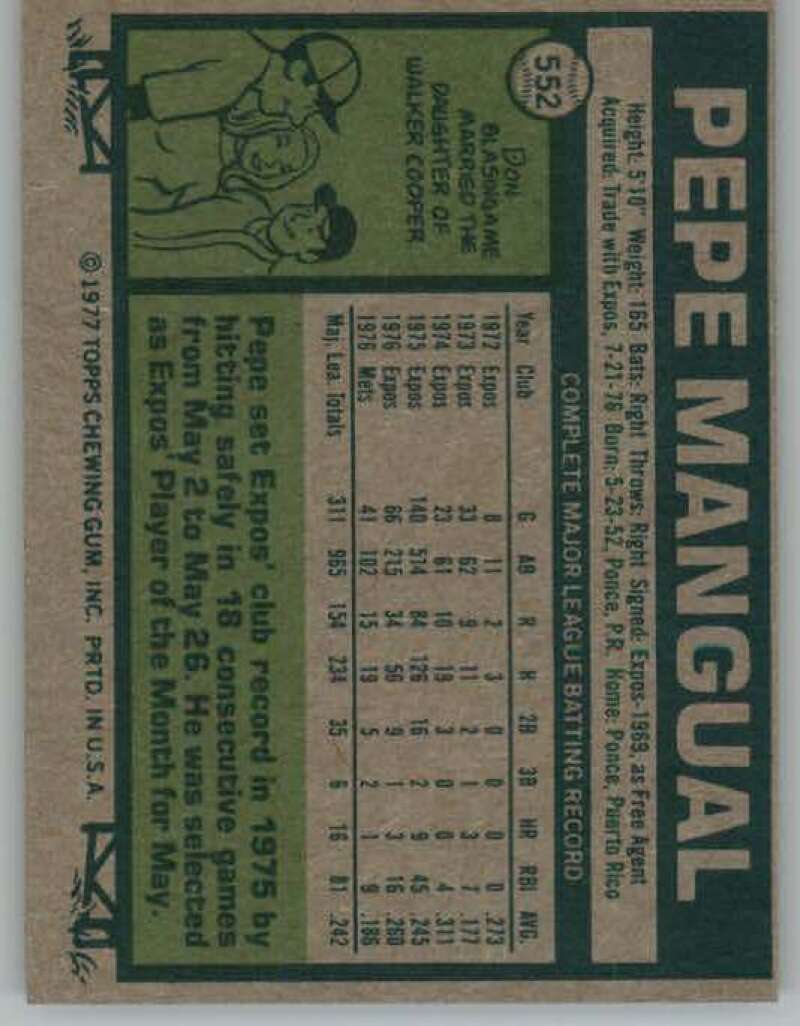 552
PEPE MANGUAL
Height: 5'10" Weight: 165 Bats: Right Throws: Right Signed: Expos-1969, as Free Agent
Acquired: Trade with Expos, 7-21-76 Born: 5-23-52, Ponce, P.R. Home: Ponce, Puerto Rico
COMPLETE MAJOR LEAGUE BATTING RECORD
Year Club G AB R H 2B 3B HR RBI AVG.
1972 Expos 8 11 2 3 0 0 0 0 .273
1973 Expos 33 62 9 11 2 1 3 7 .177
1974 Expos 23 61 10 19 3 0 0 4 .311
1975 Expos 140 514 84 126 16 2 9 45 .245
1976 Expos 66 215 34 56 9 1 3 16 .260
1976 Mets 41 102 15 19 5 2 1 9 .186
Maj. Lea. Totals 311 965 154 234 35 6 16 81 .242
DON
BLASINGAME
MARRIED THE
DAUGHTER OF
WALKER COOPER
Pepe set Expos' club record in 1975 by
hitting safely in 18 consecutive games
from May 2 to May 26. He was selected
as Expos' Player of the Month for May.
©1977 TOPPS CHEWING GUM, INC. PRTD. IN U.S.A.